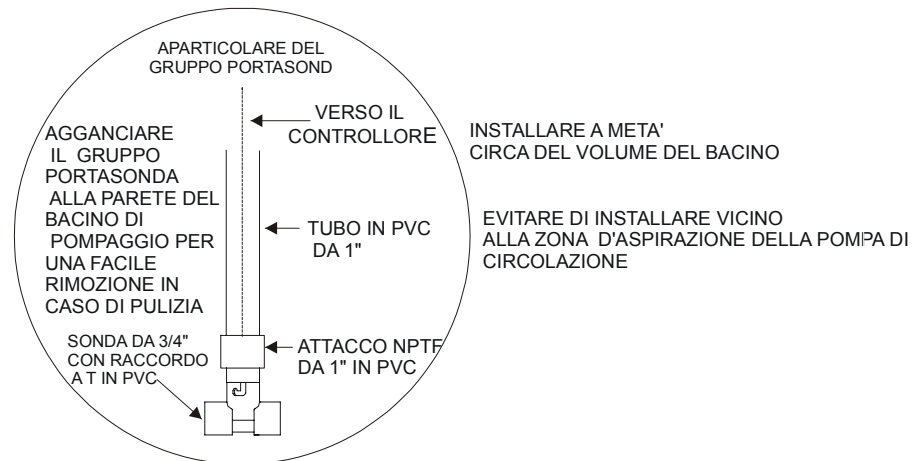 APARTICOLARE DEL
GRUPPO PORTASOND
VERSO IL
CONTROLLORE
AGGANCIARE
IL GRUPPO
PORTASONDA
ALLA PARETE DEL
BACINO DI
POMPAGGIO PER
UNA FACILE
RIMOZIONE IN
CASO DI PULIZIA
TUBO IN PVC
DA 1"
SONDA DA 3/4"
CON RACCORDO
A T IN PVC
ATTACCO NPTF
DA 1" IN PVC
INSTALLARE A META'
CIRCA DEL VOLUME DEL BACINO
EVITARE DI INSTALLARE VICINO
ALLA ZONA D'ASPIRAZIONE DELLA POMPA DI
CIRCOLAZIONE